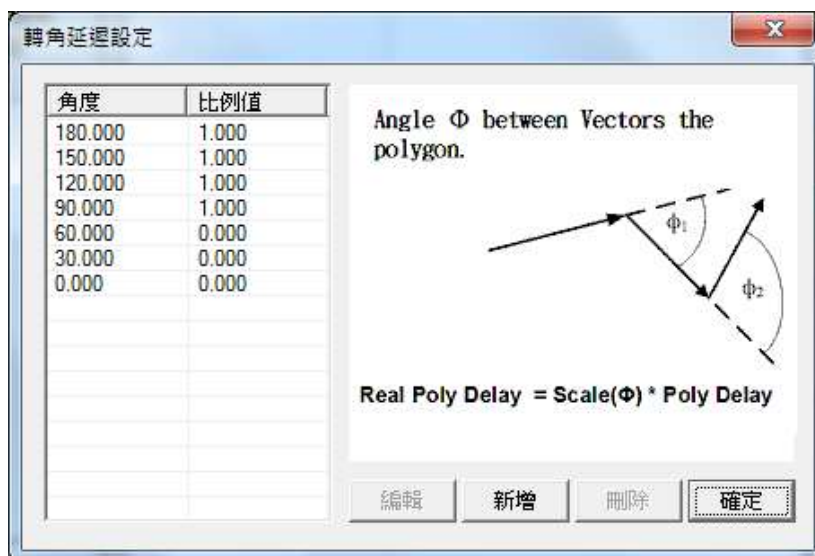 轉角延遲設定
角度 比例值
180.000 1.000
150.000 1.000
120.000 1.000
90.000 1.000
60.000 0.000
30.000 0.000
0.000 0.000
Angle Φ between Vectors the
polygon.
ϕ1
ϕ2
Real Poly Delay = Scale(Φ) * Poly Delay
編輯 新增 刪除 確定